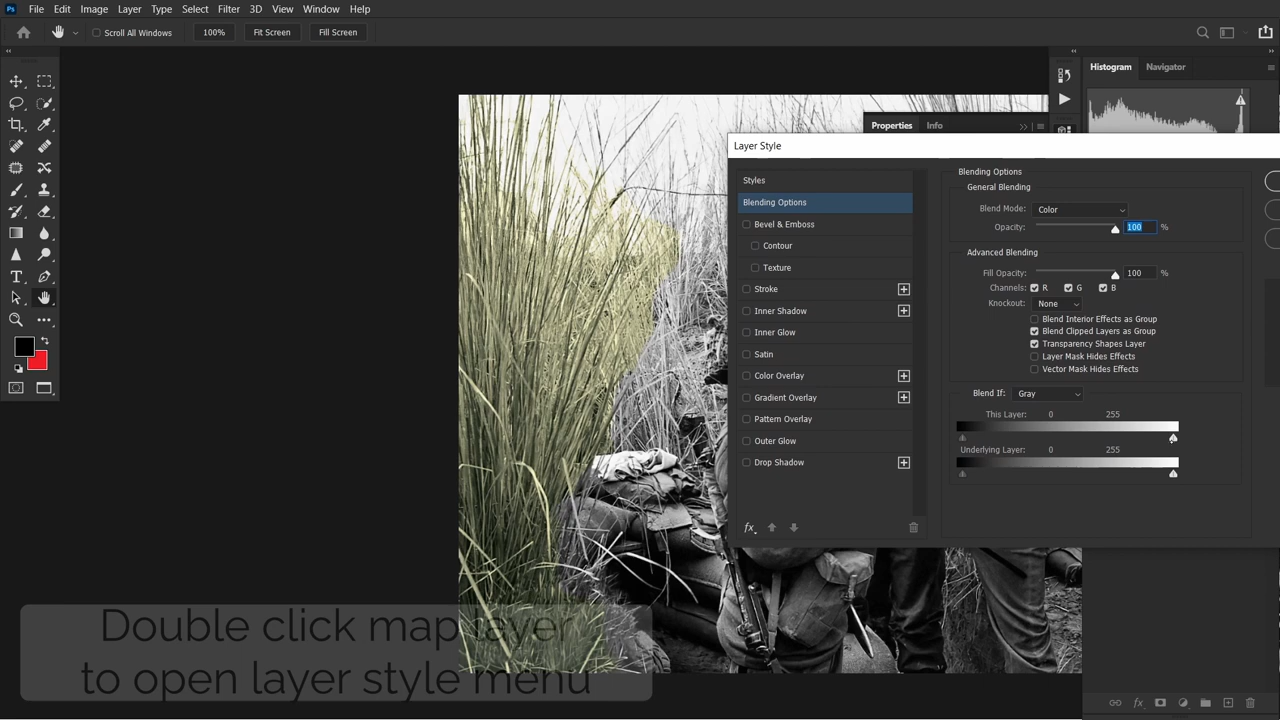 Ps File Edit Image Layer Type Select Filter 3D View Window Help
Scroll All Windows 100% Fit Screen Fill Screen
Histogram Navigator
Properties Info
Layer Style
Styles
Blending Options
Bevel & Emboss
Contour
Texture
Stroke
Inner Shadow
Inner Glow
Satin
Color Overlay
Gradient Overlay
Pattern Overlay
Outer Glow
Drop Shadow
fx
Blending Options
General Blending
Blend Mode: Color
Opacity: 100 %
Advanced Blending
Fill Opacity: 100 %
Channels: R G B
Knockout: None
Blend Interior Effects as Group
Blend Clipped Layers as Group
Transparency Shapes Layer
Layer Mask Hides Effects
Vector Mask Hides Effects
Blend If: Gray
This Layer: 0 255
Underlying Layer: 0 255
Double click map layer
to open layer style menu
fx